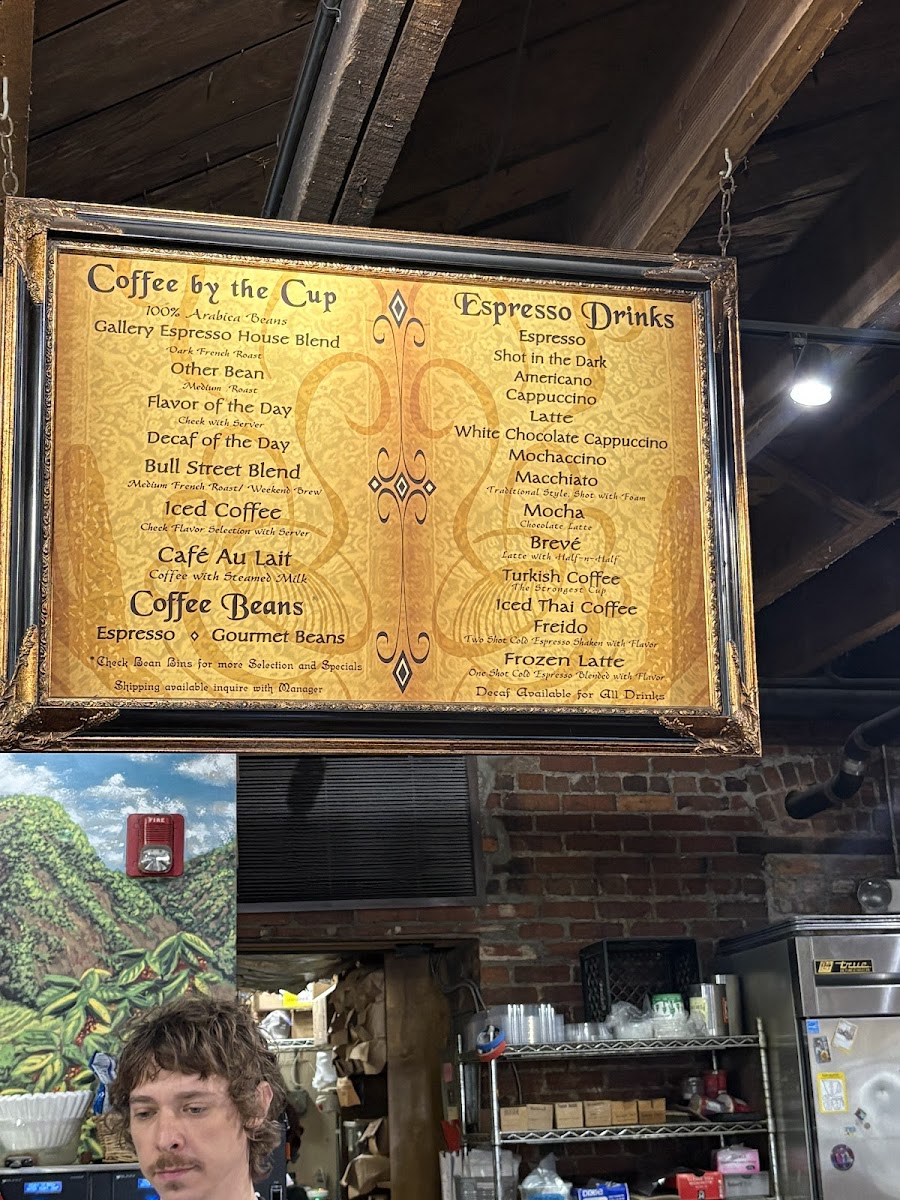 Coffee by the Cup
100% Arabica Beans
Gallery Espresso House Blend
Dark French Roast
Other Bean
Medium Roast
Flavor of the Day
Check with Server
Decaf of the Day
Bull Street Blend
Medium French Roast/ Weekend Brew
Iced Coffee
Check Flavor Selection with Server
Café Au Lait
Coffee with Steamed Milk
Coffee Beans
Espresso ⬦ Gourmet Beans
*Check Bean Bins for more Selection and Specials
Shipping available inquire with Manager
Espresso Drinks
Espresso
Shot in the Dark
Americano
Cappuccino
Latte
White Chocolate Cappuccino
Mochaccino
Macchiato
Traditional Style. Shot with Foam
Mocha
Chocolate Latte
Brevé
Latte with Half-n-Half
Turkish Coffee
The Strongest Cup
Iced Thai Coffee
Freido
Two Shot Cold Espresso Shaken with Flavor
Frozen Latte
One Shot Cold Espresso Blended with Flavor
Decaf Available for All Drinks
FIRE
true